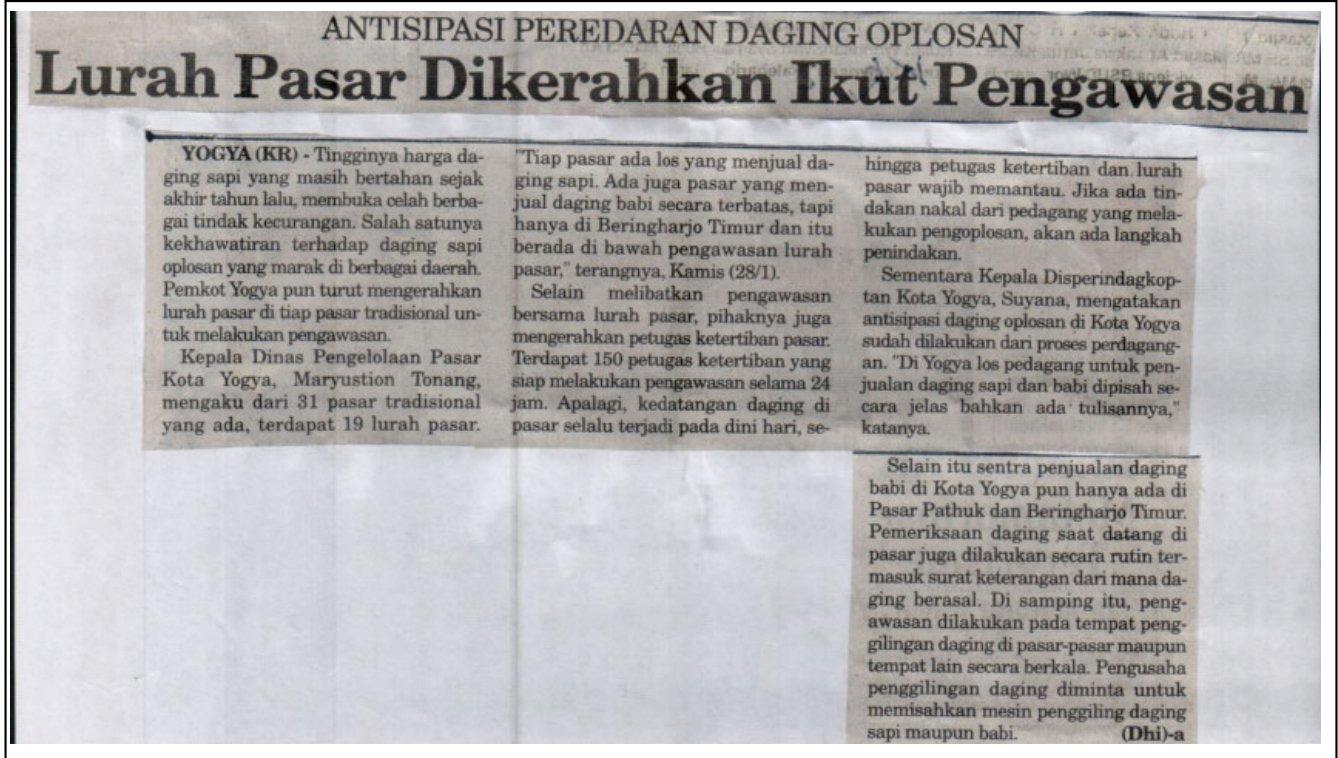 ANTISIPASI PEREDARAN DAGING OPLOSAN
Lurah Pasar Dikerahkan Ikut Pengawasan
YOGYA (KR) - Tingginya harga da-
ging sapi yang masih bertahan sejak
akhir tahun lalu, membuka celah berba-
gai tindak kecurangan. Salah satunya
kekhawatiran terhadap daging sapi
oplosan yang marak di berbagai daerah.
Pemkot Yogya pun turut mengerahkan
lurah pasar di tiap pasar tradisional un-
tuk melakukan pengawasan.
Kepala Dinas Pengelolaan Pasar
Kota Yogya, Maryustion Tonang,
mengaku dari 31 pasar tradisional
yang ada, terdapat 19 lurah pasar.
"Tiap pasar ada los yang menjual da-
ging sapi. Ada juga pasar yang men-
jual daging babi secara terbatas, tapi
hanya di Beringharjo Timur dan itu
berada di bawah pengawasan lurah
pasar," terangnya, Kamis (28/1).
Selain melibatkan pengawasan
bersama lurah pasar, pihaknya juga
mengerahkan petugas ketertiban pasar.
Terdapat 150 petugas ketertiban yang
siap melakukan pengawasan selama 24
jam. Apalagi, kedatangan daging di
pasar selalu terjadi pada dini hari, se-
hingga petugas ketertiban dan lurah
pasar wajib memantau. Jika ada tin-
dakan nakal dari pedagang yang mela-
kukan pengoplosan, akan ada langkah
penindakan.
Sementara Kepala Disperindagkop-
tan Kota Yogya, Suyana, mengatakan
antisipasi daging oplosan di Kota Yogya
sudah dilakukan dari proses perdagang-
an. "Di Yogya los pedagang untuk pen-
jualan daging sapi dan babi dipisah se-
cara jelas bahkan ada tulisannya,"
katanya.
Selain itu sentra penjualan daging
babi di Kota Yogya pun hanya ada di
Pasar Pathuk dan Beringharjo Timur.
Pemeriksaan daging saat datang di
pasar juga dilakukan secara rutin ter-
masuk surat keterangan dari mana da-
ging berasal. Di samping itu, peng-
awasan dilakukan pada tempat peng-
gilingan daging di pasar-pasar maupun
tempat lain secara berkala. Pengusaha
penggilingan daging diminta untuk
memisahkan mesin penggiling daging
sapi maupun babi. (Dhi)-a